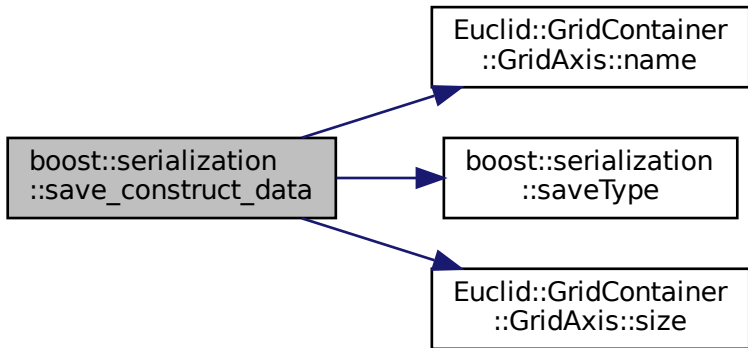 boost::serialization
::save_construct_data
Euclid::GridContainer
::GridAxis::name
boost::serialization
::saveType
Euclid::GridContainer
::GridAxis::size